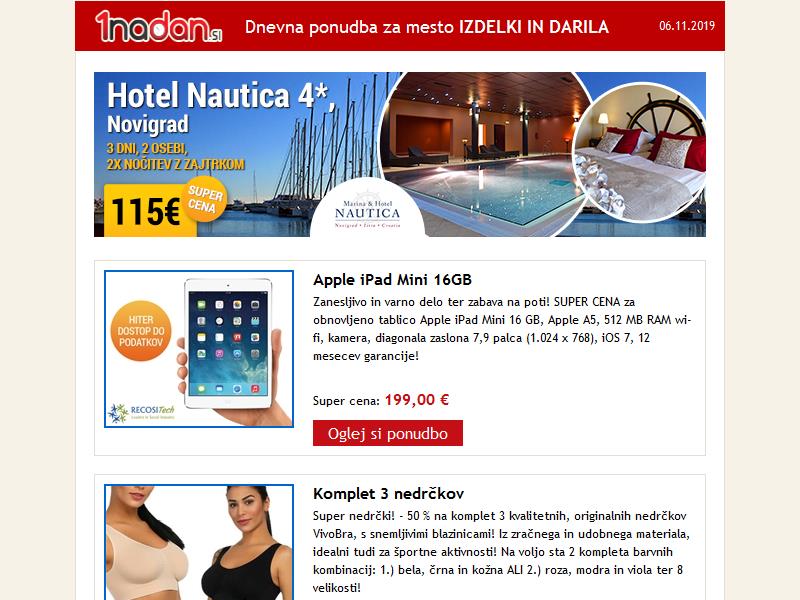 1nadan.si
Dnevna ponudba za mesto IZDELKI IN DARILA
06.11.2019
Hotel Nautica 4*,
Novigrad
3 DNI, 2 OSEBI,
2X NOČITEV Z ZAJTRKOM
115€
SUPER
CENA
Marina & Hotel
NAUTICA
Novigrad • Istra • Croatia
Apple iPad Mini 16GB
Zanesljivo in varno delo ter zabava na poti! SUPER CENA za
obnovljeno tablico Apple iPad Mini 16 GB, Apple A5, 512 MB RAM wi-
fi, kamera, diagonala zaslona 7,9 palca (1.024 x 768), iOS 7, 12
mesecev garancije!
HITER
DOSTOP DO
PODATKOV
RECOSITech
Super cena: 199,00 €
Oglej si ponudbo
Komplet 3 nedrčkov
Super nedrčki! - 50 % na komplet 3 kvalitetnih, originalnih nedrčkov
VivoBra, s snemljivimi blazinicami! Iz zračnega in udobnega materiala,
idealni tudi za športne aktivnosti! Na voljo sta 2 kompleta barvnih
kombinacij: 1.) bela, črna in kožna ALI 2.) roza, modra in viola ter 8
velikosti!